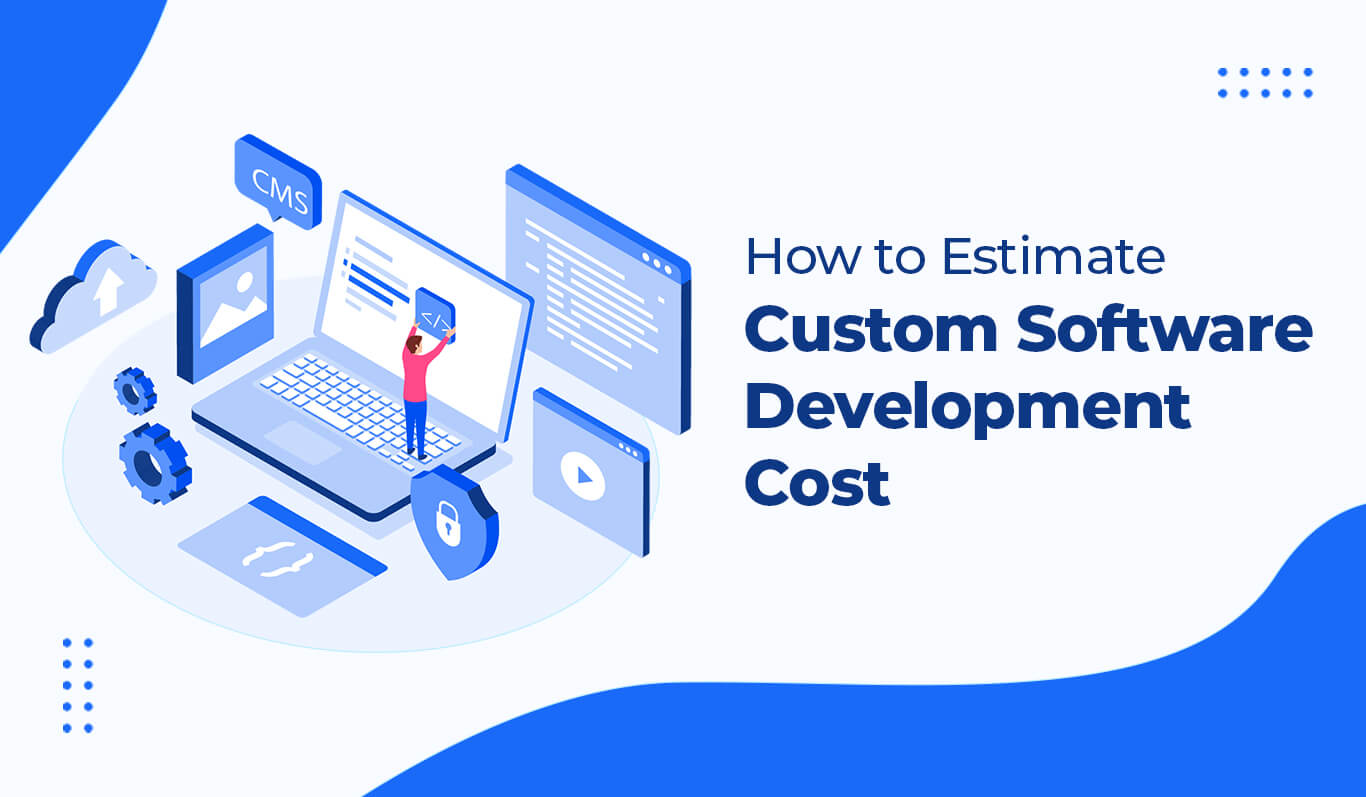 CMS
</>
{ }
How to Estimate
Custom Software
Development
Cost